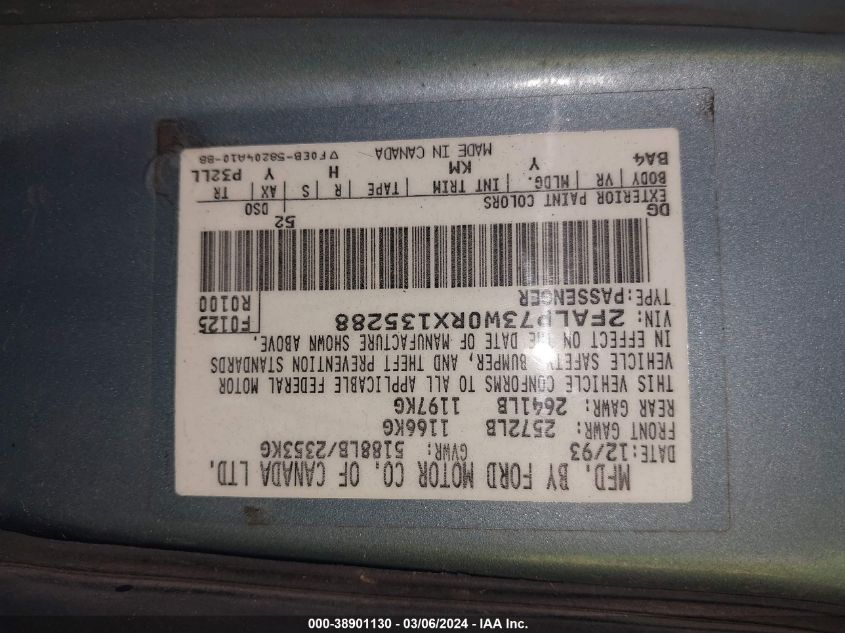 MFD. BY FORD MOTOR CO. OF CANADA LTD.
DATE: 12/93 GVWR: 5188LB/2353KG
FRONT GAWR: 2572LB 1166KG
REAR GAWR: 2641LB 1197KG
THIS VEHICLE CONFORMS TO ALL APPLICABLE FEDERAL MOTOR
VEHICLE SAFETY, BUMPER, AND THEFT PREVENTION STANDARDS
IN EFFECT ON THE DATE OF MANUFACTURE SHOWN ABOVE.
VIN: 2FALP73W0RX135288 F0125
TYPE: PASSENGER R0100
EXTERIOR PAINT COLORS DSO
DG 52
BODY | VR | MLDG. | INT TRIM | TAPE | R | S | AX | TR
BA4 Y KM H Y P32LL
MADE IN CANADA ▽F0EB-58204A10-BB
000-38901130 - 03/06/2024 - IAA Inc.